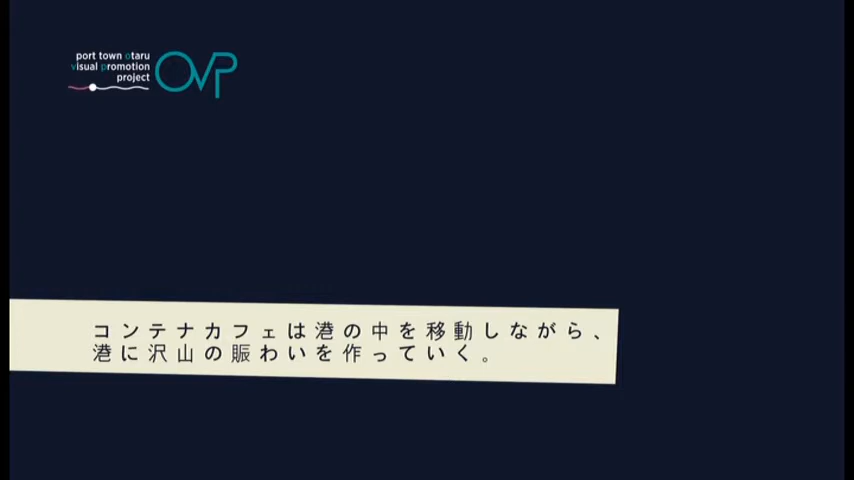 port town otaru
visual promotion
project
OVP
コンテナカフェは港の中を移動しながら、
港に沢山の賑わいを作っていく。